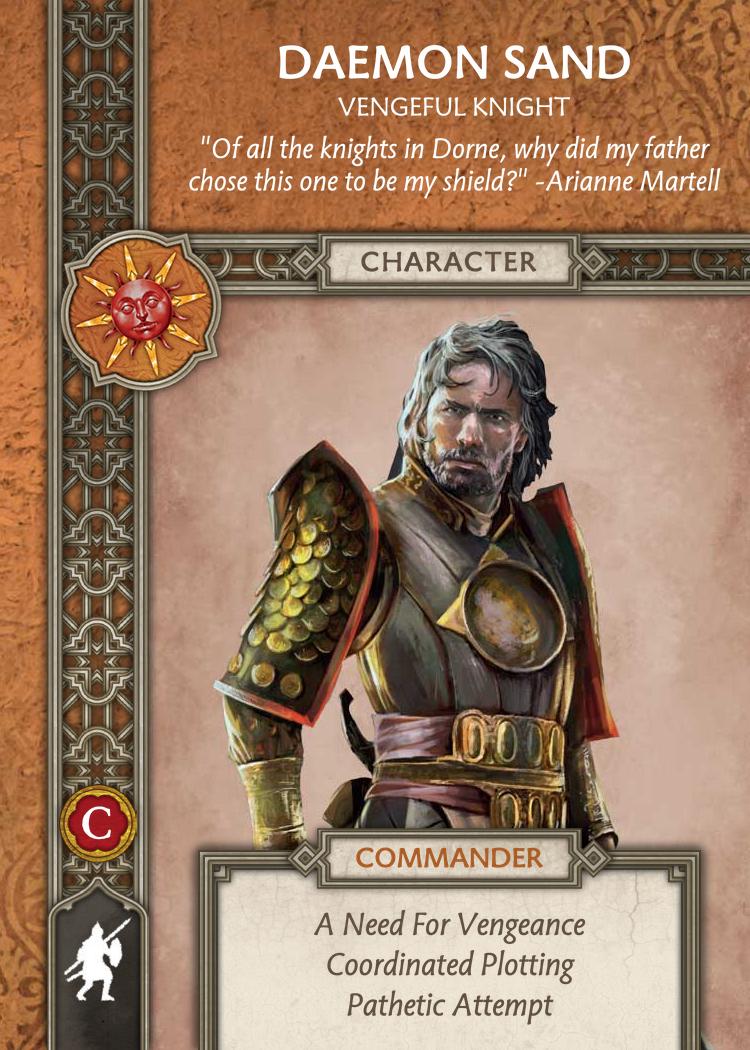 DAEMON SAND
VENGEFUL KNIGHT
"Of all the knights in Dorne, why did my father
chose this one to be my shield?" -Arianne Martell
CHARACTER
C
COMMANDER
A Need For Vengeance
Coordinated Plotting
Pathetic Attempt